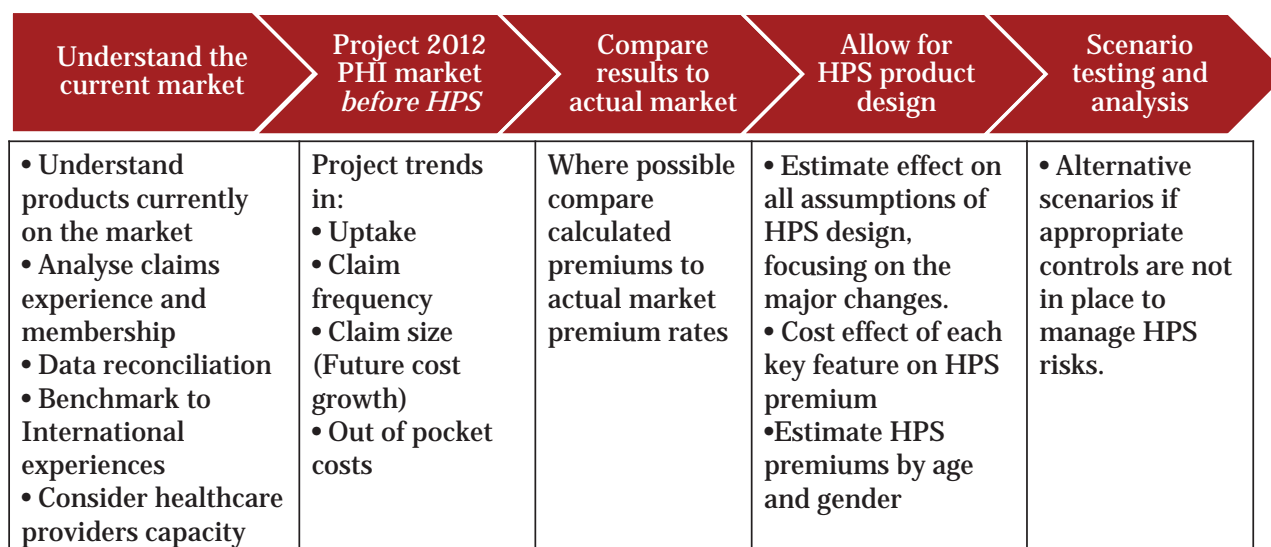 Understand the
current market
Project 2012
PHI market
before HPS
Compare
results to
actual market
Allow for
HPS product
design
Scenario
testing and
analysis
• Understand
products currently
on the market
• Analyse claims
experience and
membership
• Data reconciliation
• Benchmark to
International
experiences
• Consider healthcare
providers capacity
Project trends
in:
• Uptake
• Claim
frequency
• Claim size
(Future cost
growth)
• Out of pocket
costs
Where possible
compare
calculated
premiums to
actual market
premium rates
• Estimate effect on
all assumptions of
HPS design,
focusing on the
major changes.
• Cost effect of each
key feature on HPS
premium
•Estimate HPS
premiums by age
and gender
• Alternative
scenarios if
appropriate
controls are not
in place to
manage HPS
risks.